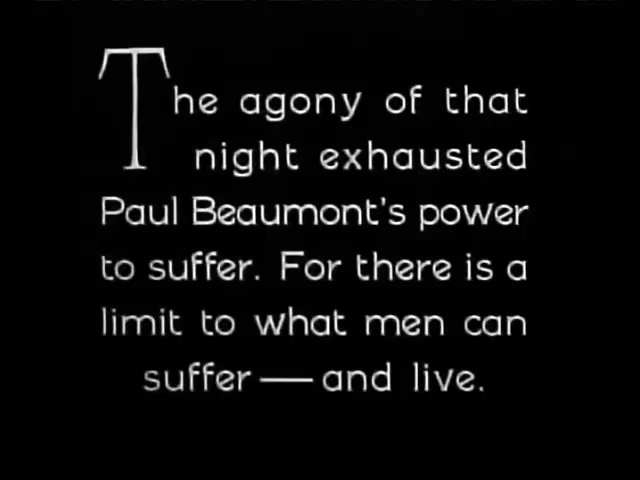 The agony of that
night exhausted
Paul Beaumont's power
to suffer. For there is a
limit to what men can
suffer — and live.